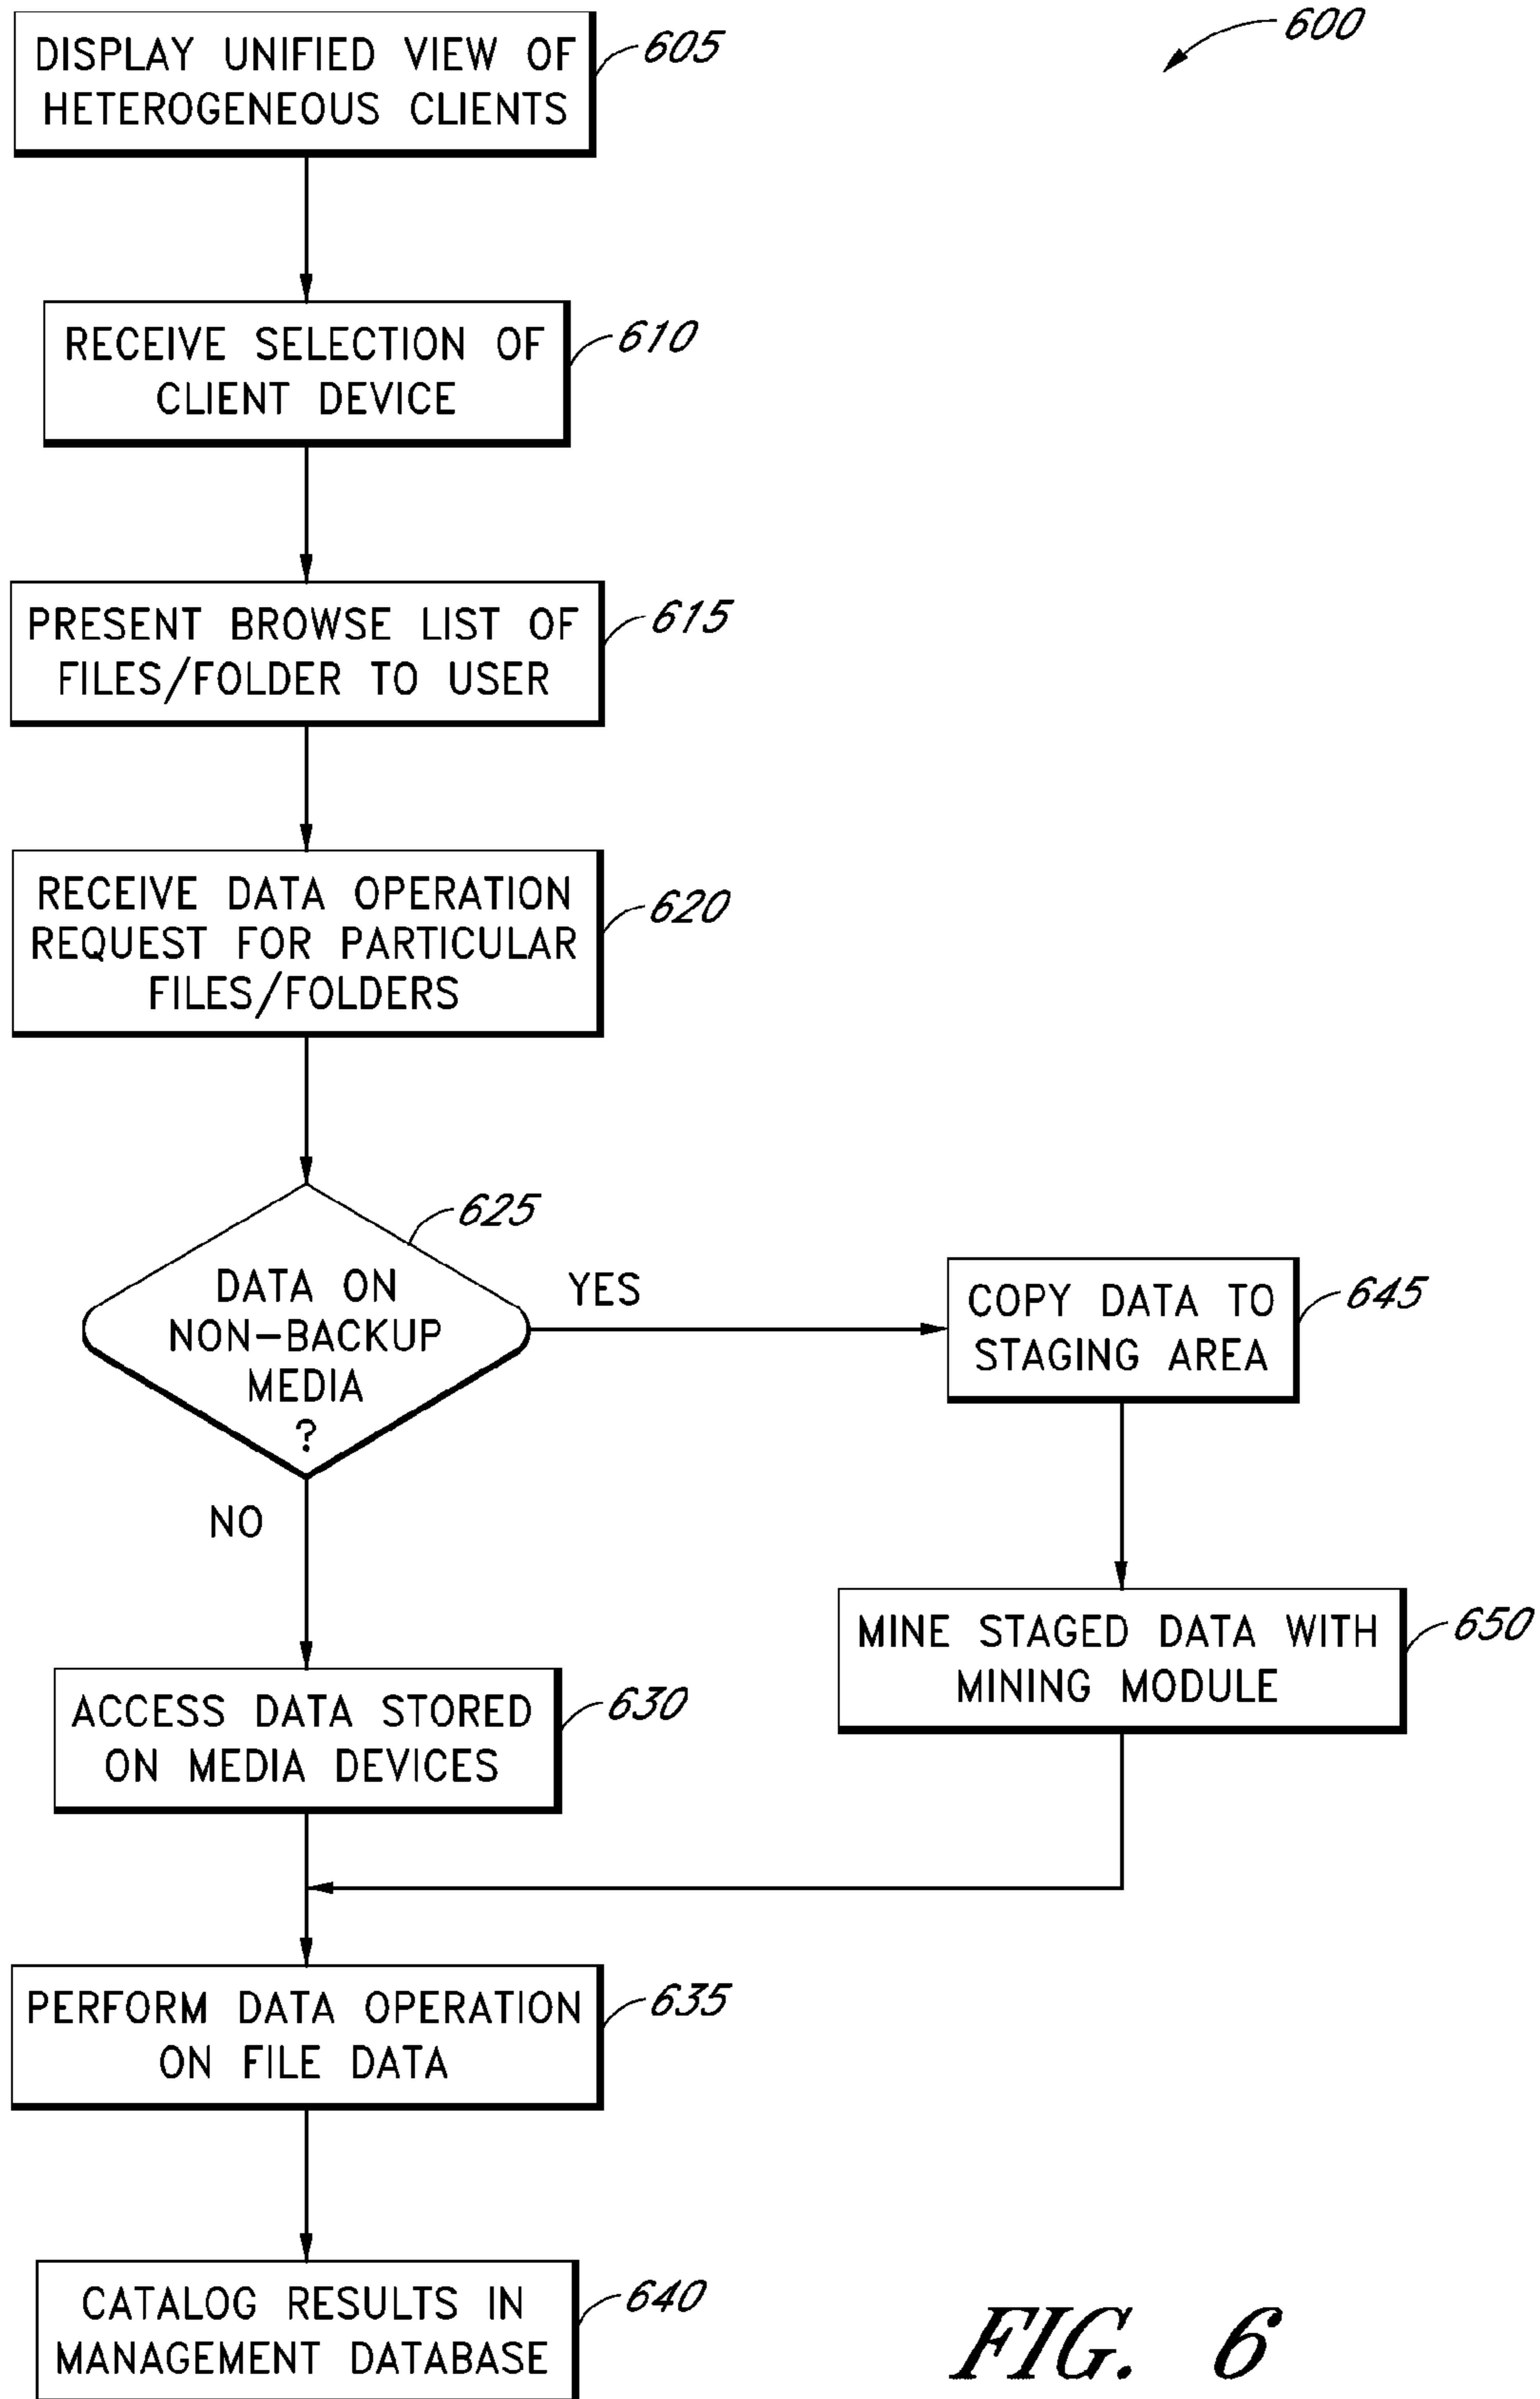 600
DISPLAY UNIFIED VIEW OF
HETEROGENEOUS CLIENTS
605
RECEIVE SELECTION OF
CLIENT DEVICE
610
PRESENT BROWSE LIST OF
FILES/FOLDER TO USER
615
RECEIVE DATA OPERATION
REQUEST FOR PARTICULAR
FILES/FOLDERS
620
DATA ON
NON-BACKUP
MEDIA
?
625
YES
NO
COPY DATA TO
STAGING AREA
645
MINE STAGED DATA WITH
MINING MODULE
650
ACCESS DATA STORED
ON MEDIA DEVICES
630
PERFORM DATA OPERATION
ON FILE DATA
635
CATALOG RESULTS IN
MANAGEMENT DATABASE
640
FIG. 6